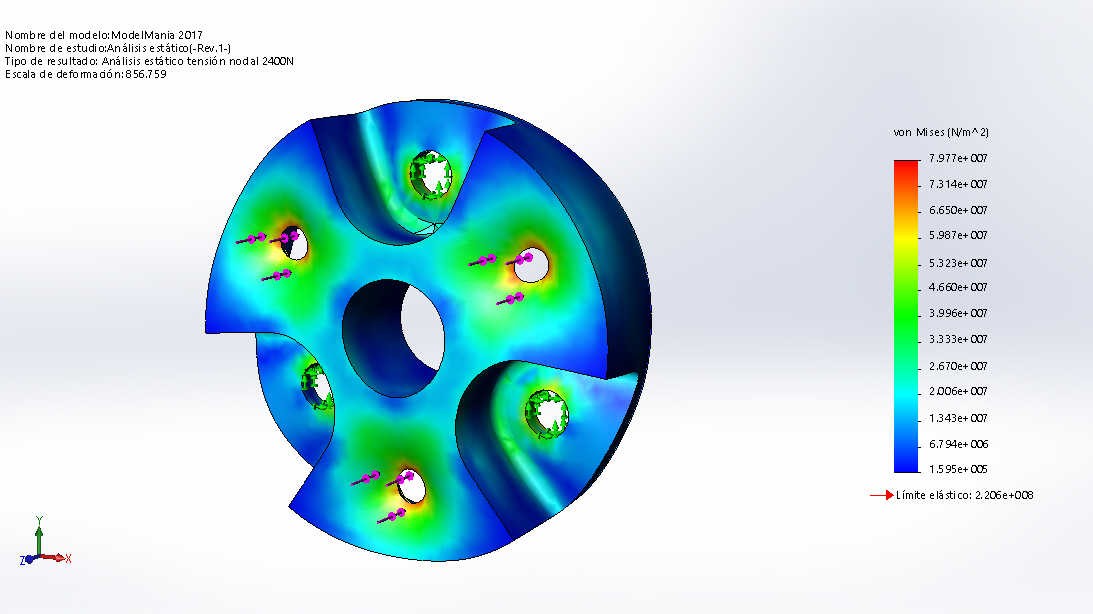 Nombre del modelo:ModelMania 2017
Nombre de estudio:Análisis estático(-Rev.1-)
Tipo de resultado: Análisis estático tensión nodal 2400N
Escala de deformación: 856.759
von Mises (N/m^2)
7.977e+007
7.314e+007
6.650e+007
5.987e+007
5.323e+007
4.660e+007
3.996e+007
3.333e+007
2.670e+007
2.006e+007
1.343e+007
6.794e+006
1.595e+005
Límite elástico: 2.206e+008
Y
Z
X